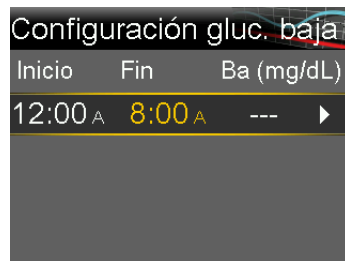 Configuración gluc. baja
Inicio Fin Ba (mg/dL)
12:00 A 8:00 A ---